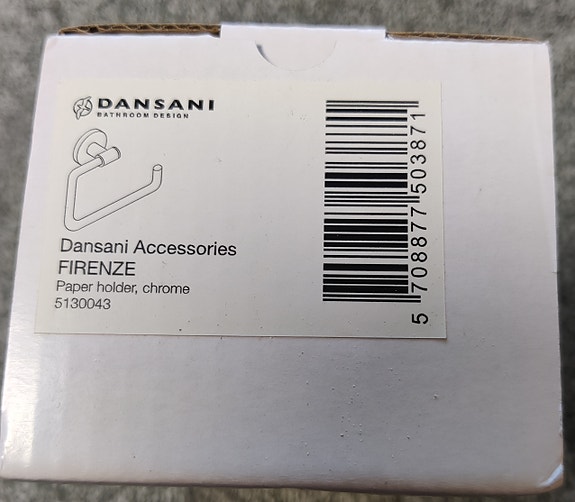 DANSANI
BATHROOM DESIGN
Dansani Accessories
FIRENZE
Paper holder, chrome
5130043
5 708877 503871